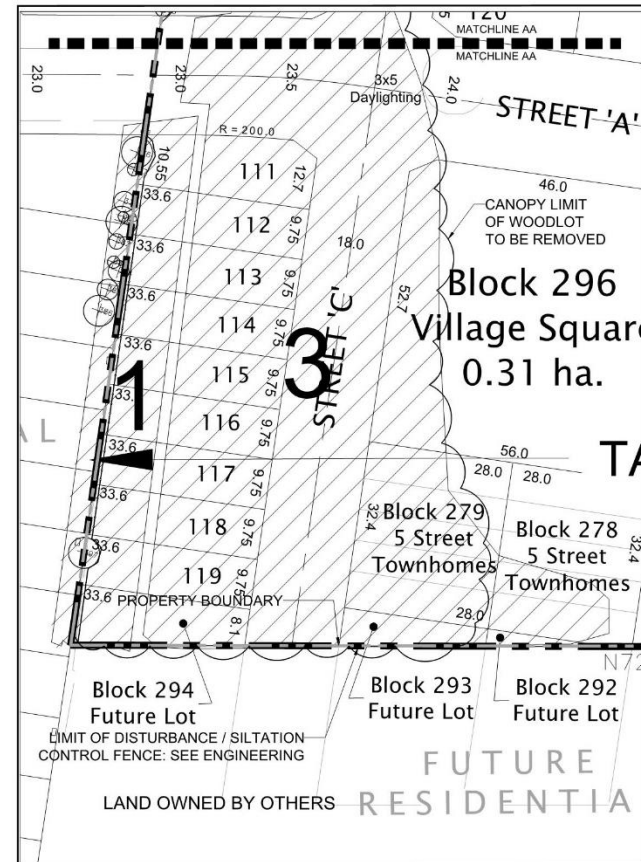 120
MATCHLINE AA
MATCHLINE AA
23.0
23.0
23.5
3x5
Daylighting
24.0
STREET 'A'
R = 200.0
10.55
111
12.7
46.0
33.6
CANOPY LIMIT
OF WOODLOT
TO BE REMOVED
112
9.75
33.6
18.0
113
9.75
33.6
52.7
Block 296
Village Square
0.31 ha.
114
9.75
33.6
STREET 'C'
3
1
115
9.75
33.
116
9.75
33.6
56.0
28.0
28.0
117
9.75
33.6
32.4
Block 279
5 Street
Townhomes
Block 278
5 Street
Townhomes
32.4
118
9.75
33.6
119
9.75
33.6
PROPERTY BOUNDARY
8.1
28.0
N72
Block 294
Future Lot
Block 293
Future Lot
Block 292
Future Lot
LIMIT OF DISTURBANCE / SILTATION
CONTROL FENCE: SEE ENGINEERING
FUTURE
RESIDENTIA
LAND OWNED BY OTHERS